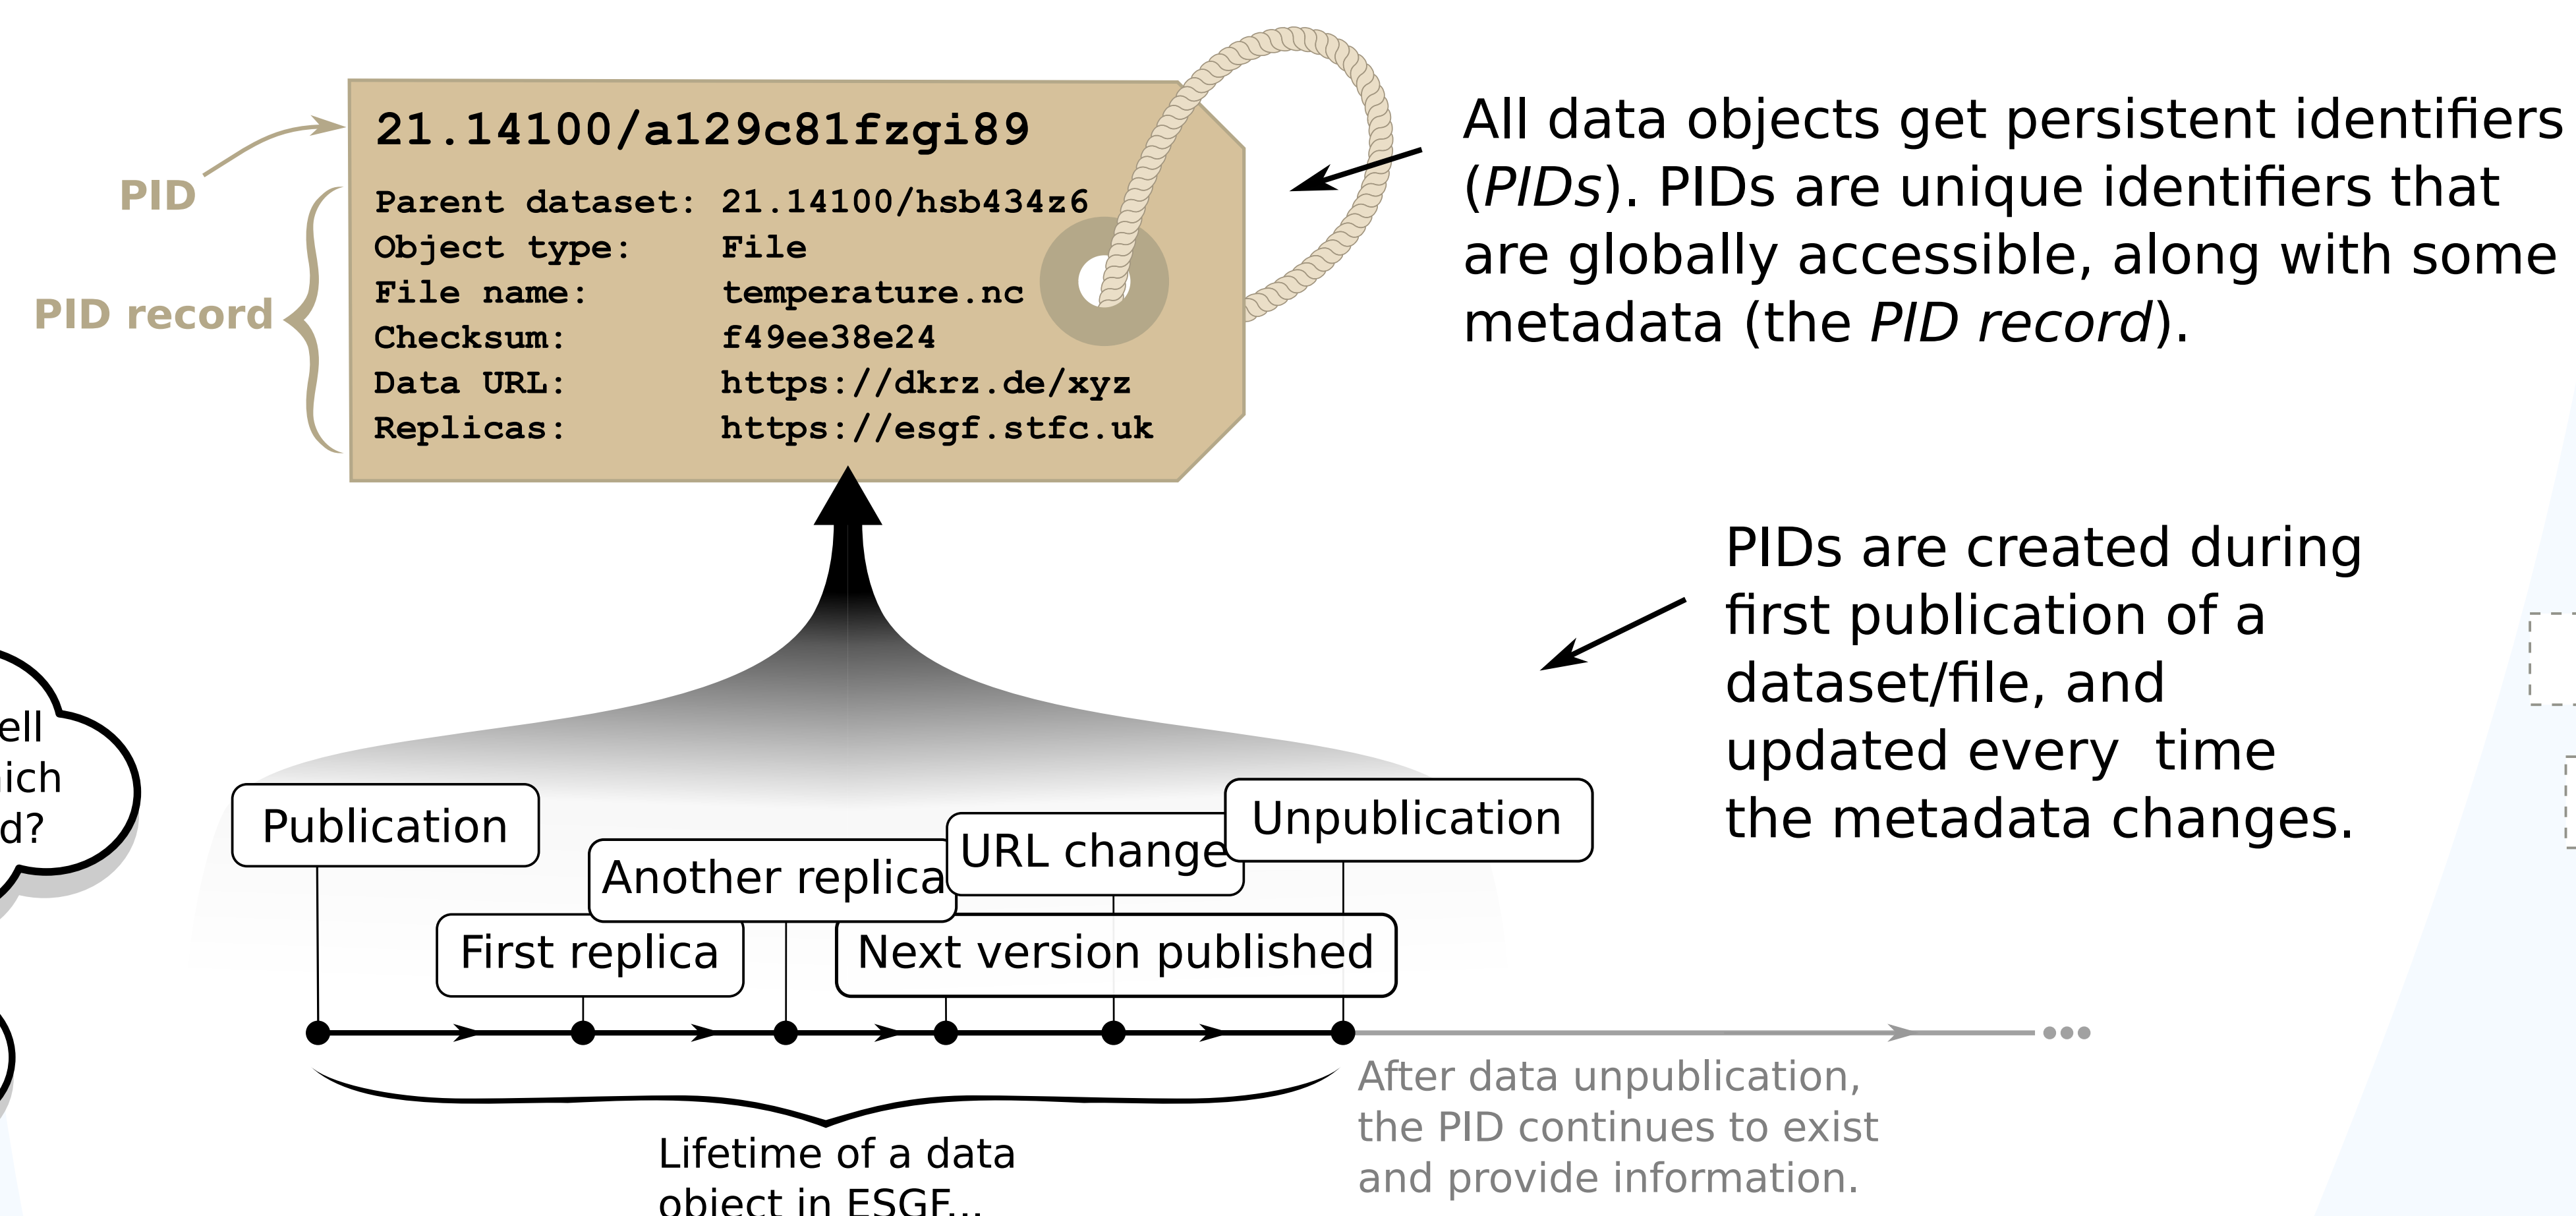 21.14100/a129c81fzgi89
PID
PID record
Parent dataset: 21.14100/hsb434z6
Object type: File
File name: temperature.nc
Checksum: f49ee38e24
Data URL: https://dkrz.de/xyz
Replicas: https://esgf.stfc.uk
All data objects get persistent identifiers
(PIDs). PIDs are unique identifiers that
are globally accessible, along with some
metadata (the PID record).
PIDs are created during
first publication of a
dataset/file, and
updated every  time
the metadata changes.
Publication
Another replica
URL change
Unpublication
First replica
Next version published
After data unpublication,
the PID continues to exist
and provide information.
Lifetime of a data
object in ESGF...